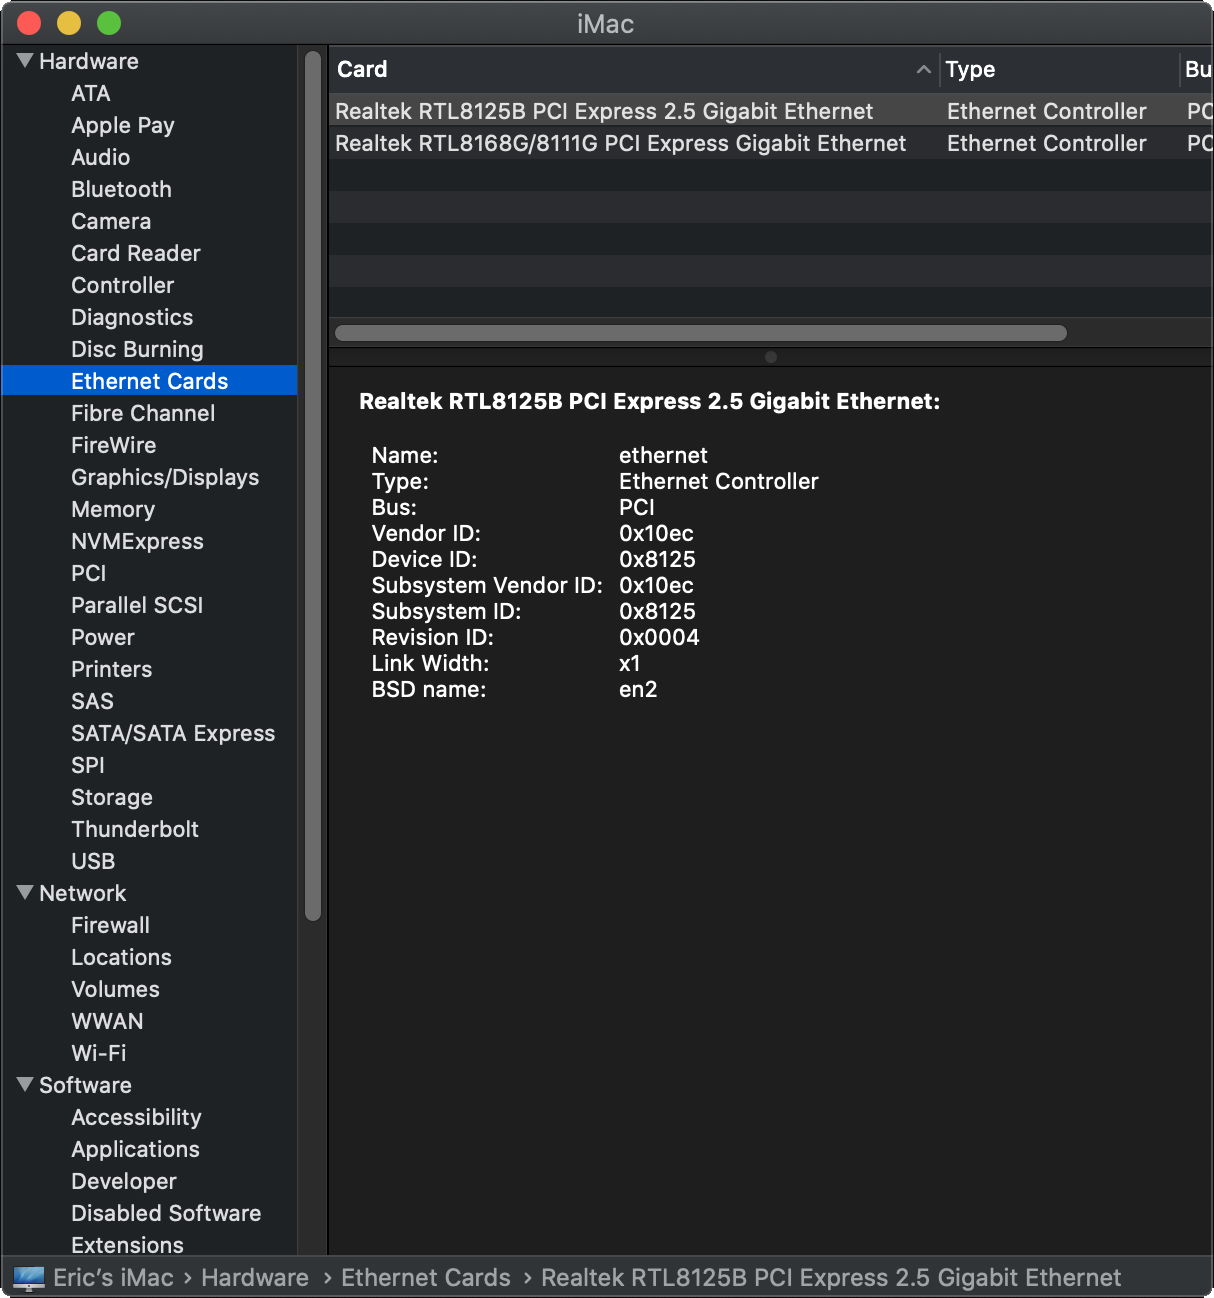 iMac
Hardware
ATA
Apple Pay
Audio
Bluetooth
Camera
Card Reader
Controller
Diagnostics
Disc Burning
Ethernet Cards
Fibre Channel
FireWire
Graphics/Displays
Memory
NVMExpress
PCI
Parallel SCSI
Power
Printers
SAS
SATA/SATA Express
SPI
Storage
Thunderbolt
USB
Network
Firewall
Locations
Volumes
WWAN
Wi-Fi
Software
Accessibility
Applications
Developer
Disabled Software
Extensions
Card Type Bu
Realtek RTL8125B PCI Express 2.5 Gigabit Ethernet Ethernet Controller PC
Realtek RTL8168G/8111G PCI Express Gigabit Ethernet Ethernet Controller PC
Realtek RTL8125B PCI Express 2.5 Gigabit Ethernet:
Name: ethernet
Type: Ethernet Controller
Bus: PCI
Vendor ID: 0x10ec
Device ID: 0x8125
Subsystem Vendor ID: 0x10ec
Subsystem ID: 0x8125
Revision ID: 0x0004
Link Width: x1
BSD name: en2
Eric's iMac › Hardware › Ethernet Cards › Realtek RTL8125B PCI Express 2.5 Gigabit Ethernet